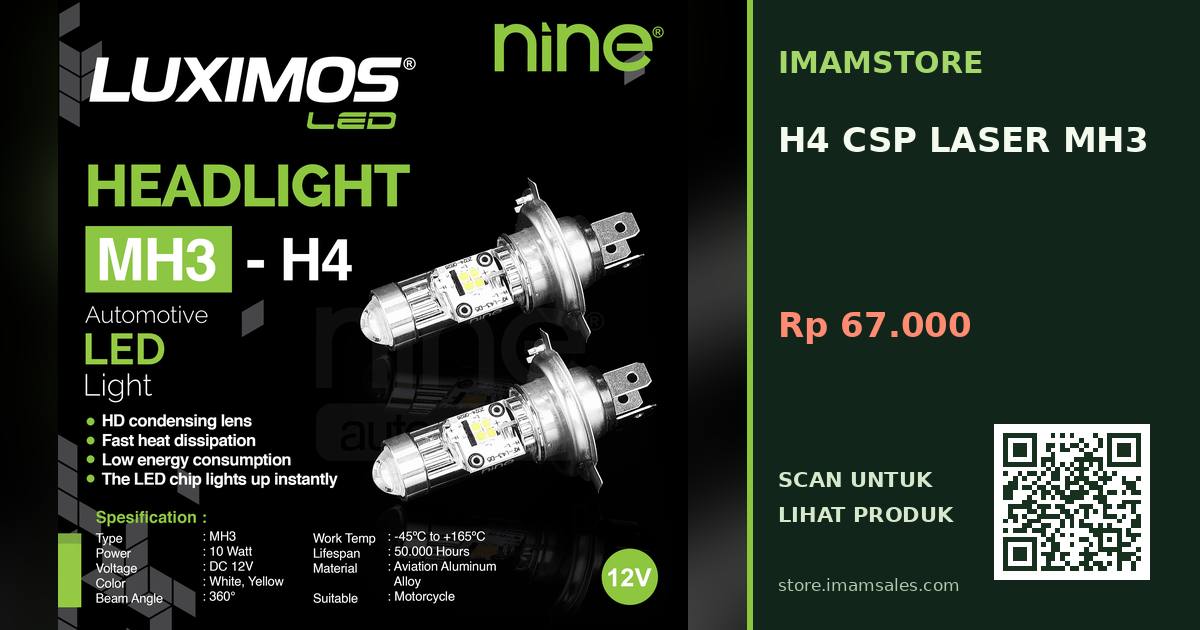 LUXIMOS®
LED
nine®
HEADLIGHT
MH3 - H4
Automotive
LED
Light
HD condensing lens
Fast heat dissipation
Low energy consumption
The LED chip lights up instantly
Spesification :
Type : MH3
Power : 10 Watt
Voltage : DC 12V
Color : White, Yellow
Beam Angle : 360°
Work Temp : -45ºC to +165ºC
Lifespan : 50.000 Hours
Material : Aviation Aluminum
Alloy
Suitable : Motorcycle
12V
IMAMSTORE
H4 CSP LASER MH3
Rp 67.000
SCAN UNTUK
LIHAT PRODUK
store.imamsales.com